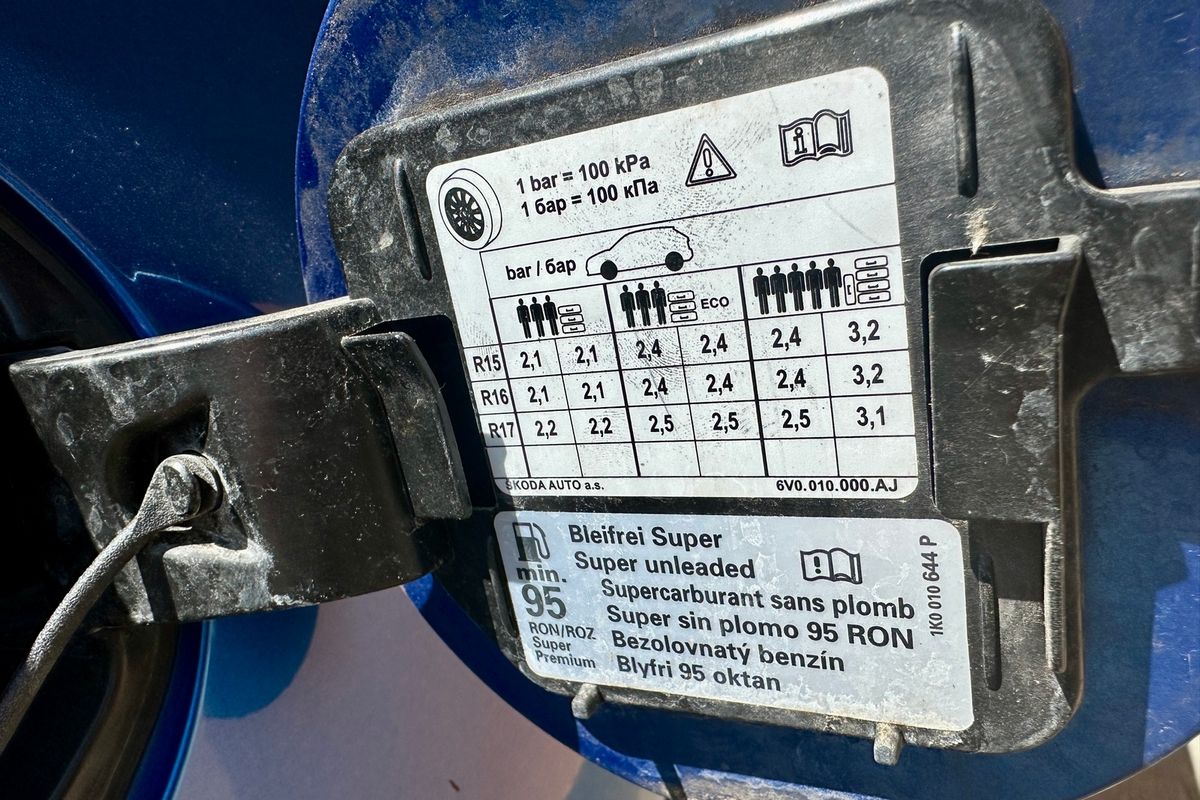 1 bar = 100 kPa
1 бар = 100 кПа
bar / бар
ECO
R15 2,1 2,1 2,4 2,4 2,4 3,2
R16 2,1 2,1 2,4 2,4 2,4 3,2
R17 2,2 2,2 2,5 2,5 2,5 3,1
ŠKODA AUTO a.s. 6V0.010.000.AJ
min.
95
RON/ROZ
Super
Premium
Bleifrei Super
Super unleaded
Supercarburant sans plomb
Super sin plomo 95 RON
Bezolovnatý benzín
Blyfri 95 oktan
1K0 010 644 P